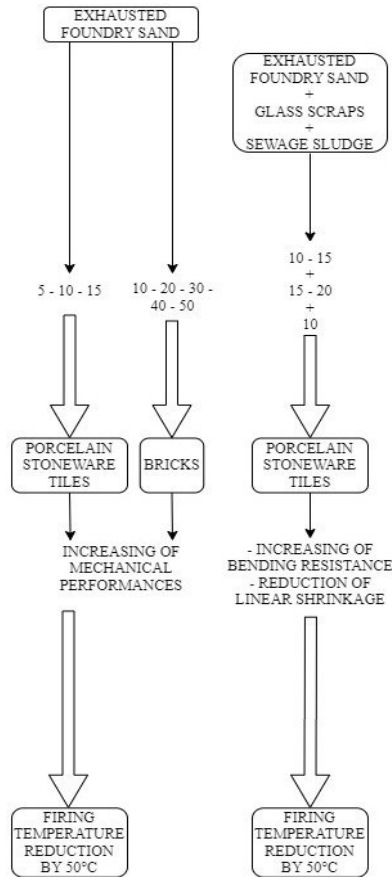 EXHAUSTED
FOUNDRY SAND
5 - 10 - 15
10 - 20 - 30 -
40 - 50
PORCELAIN
STONEWARE
TILES
BRICKS
INCREASING OF
MECHANICAL
PERFORMANCES
FIRING
TEMPERATURE
REDUCTION
BY 50°C
EXHAUSTED
FOUNDRY SAND
+
GLASS SCRAPS
+
SEWAGE SLUDGE
10 - 15
+
15 - 20
+
10
PORCELAIN
STONEWARE
TILES
- INCREASING OF
BENDING RESISTANCE
- REDUCTION OF
LINEAR SHRINKAGE
FIRING
TEMPERATURE
REDUCTION
BY 50°C